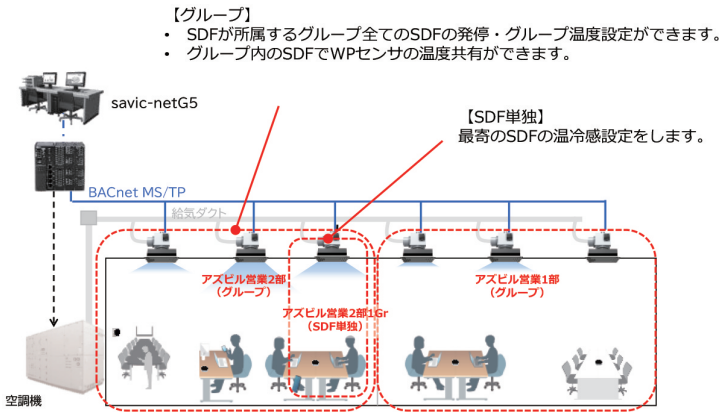 【グループ】
• SDFが所属するグループ全てのSDFの発停・グループ温度設定ができます。
• グループ内のSDFでWPセンサの温度共有ができます。
savic-netG5
【SDF単独】
最寄のSDFの温冷感設定をします。
BACnet MS/TP
給気ダクト
アズビル営業2部
（グループ）
アズビル営業1部
（グループ）
アズビル営業2部1Gr
（SDF単独）
空調機